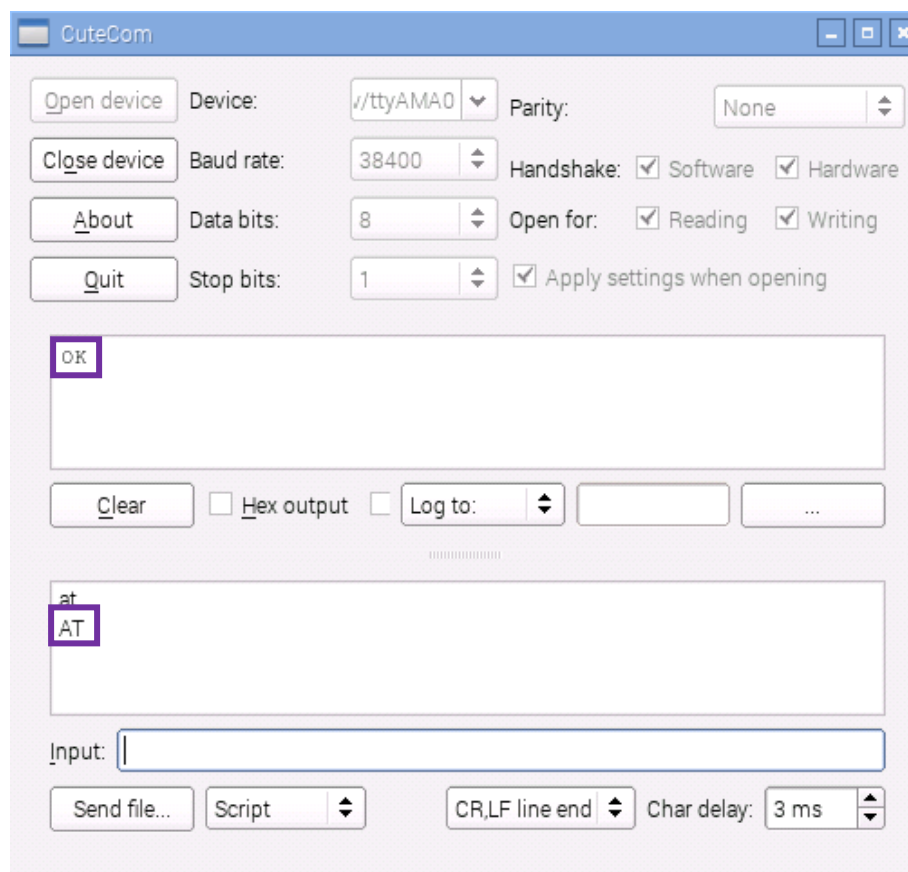 CuteCom
Open device Device: //ttyAMA0 Parity: None
Close device Baud rate: 38400 Handshake: Software Hardware
About Data bits: 8 Open for: Reading Writing
Quit Stop bits: 1 Apply settings when opening
OK
Clear Hex output Log to: ...
at
AT
Input:
Send file... Script CR,LF line end Char delay: 3 ms